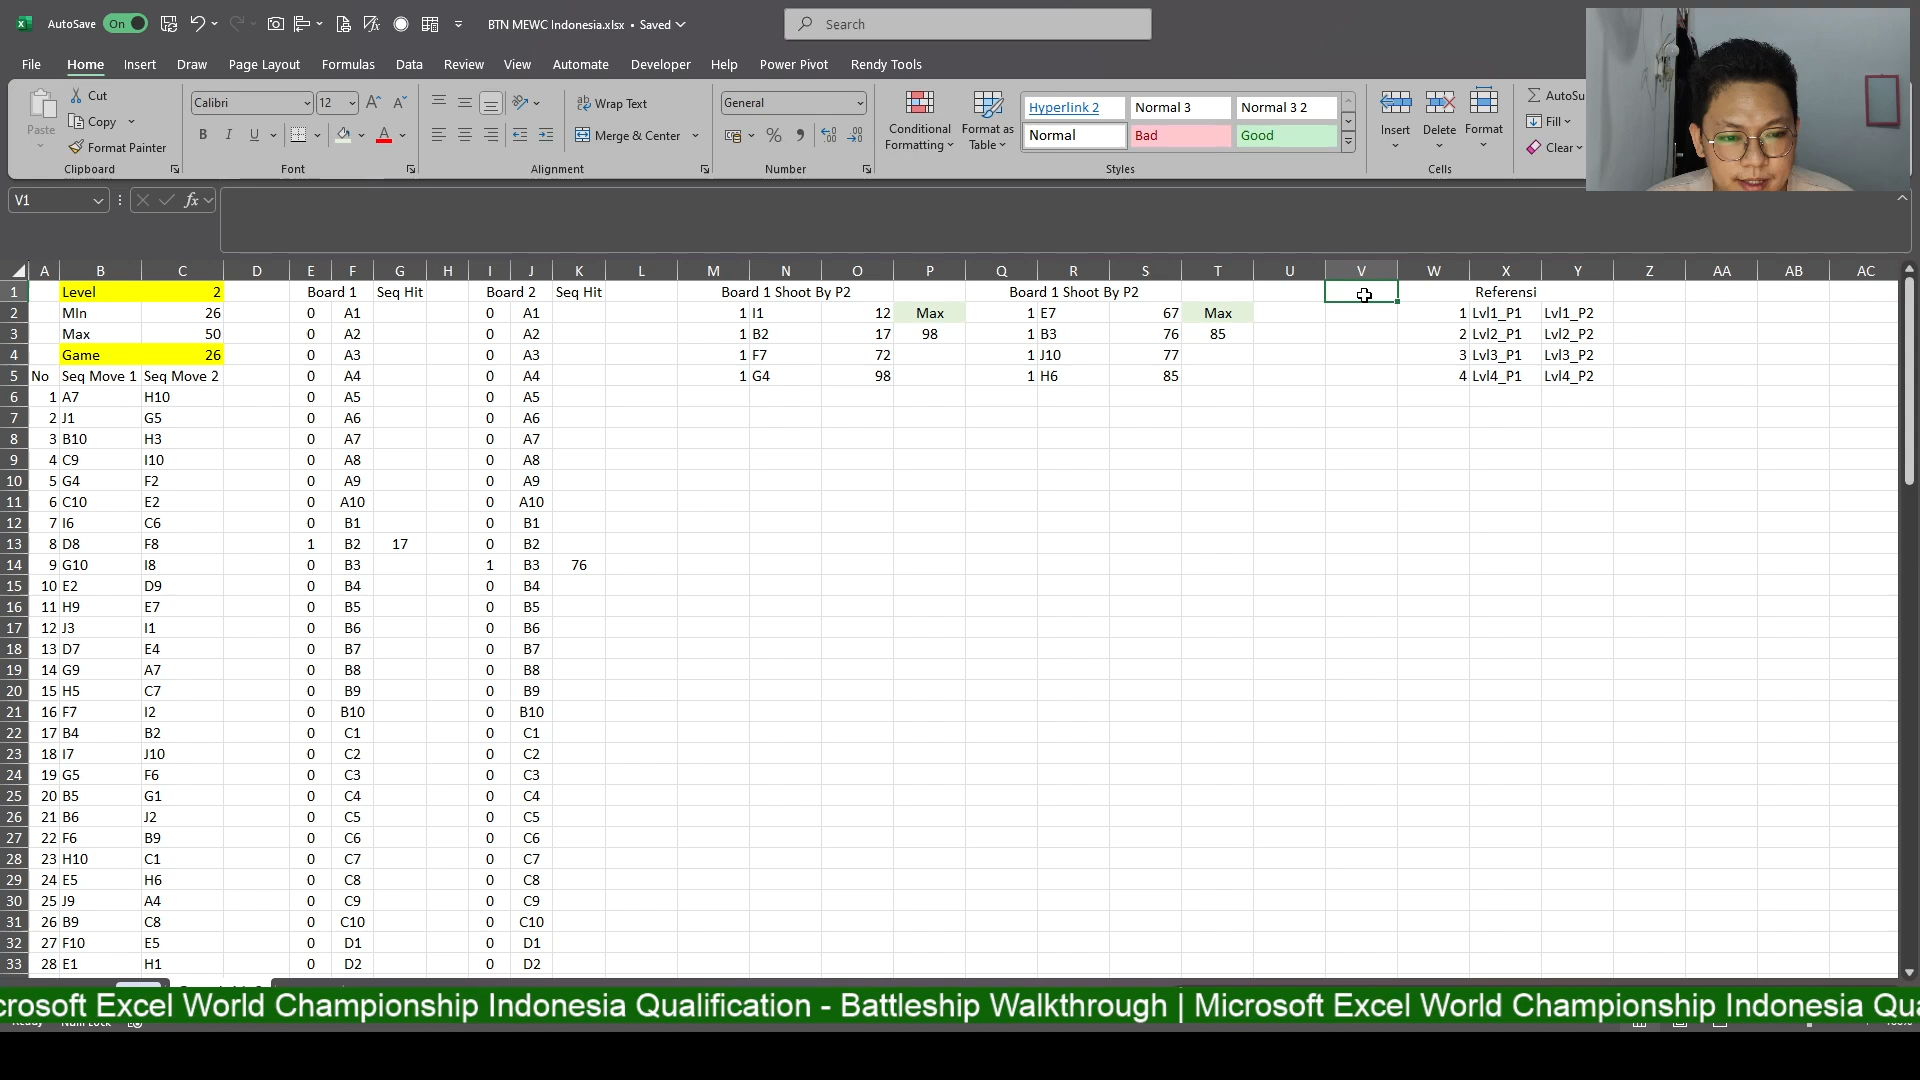 AutoSave On BTN MEWC Indonesia.xlsx • Saved Search
File Home Insert Draw Page Layout Formulas Data Review View Automate Developer Help Power Pivot Rendy Tools
Paste Cut Calibri 12 Wrap Text General Conditional Formatting Format as Table Hyperlink 2 Normal 3 Normal 3 2 Insert Delete Format AutoSu
Copy Fill
Format Painter B I U Merge & Center Normal Bad Good Clear
Clipboard Font Alignment Number Styles Cells
V1 fx
A B C D E F G H I J K L M N O P Q R S T U V W X Y Z AA AB AC
1 Level 2 Board 1 Seq Hit Board 2 Seq Hit Board 1 Shoot By P2 Board 1 Shoot By P2 Referensi
2 MIn 26 0 A1 0 A1 1 I1 12 Max 1 E7 67 Max 1 Lvl1_P1 Lvl1_P2
3 Max 50 0 A2 0 A2 1 B2 17 98 1 B3 76 85 2 Lvl2_P1 Lvl2_P2
4 Game 26 0 A3 0 A3 1 F7 72 1 J10 77 3 Lvl3_P1 Lvl3_P2
5 No Seq Move 1 Seq Move 2 0 A4 0 A4 1 G4 98 1 H6 85 4 Lvl4_P1 Lvl4_P2
6 1 A7 H10 0 A5 0 A5
7 2 J1 G5 0 A6 0 A6
8 3 B10 H3 0 A7 0 A7
9 4 C9 I10 0 A8 0 A8
10 5 G4 F2 0 A9 0 A9
11 6 C10 E2 0 A10 0 A10
12 7 I6 C6 0 B1 0 B1
13 8 D8 F8 1 B2 17 0 B2
14 9 G10 I8 0 B3 1 B3 76
15 10 E2 D9 0 B4 0 B4
16 11 H9 E7 0 B5 0 B5
17 12 J3 I1 0 B6 0 B6
18 13 D7 E4 0 B7 0 B7
19 14 G9 A7 0 B8 0 B8
20 15 H5 C7 0 B9 0 B9
21 16 F7 I2 0 B10 0 B10
22 17 B4 B2 0 C1 0 C1
23 18 I7 J10 0 C2 0 C2
24 19 G5 F6 0 C3 0 C3
25 20 B5 G1 0 C4 0 C4
26 21 B6 J2 0 C5 0 C5
27 22 F6 B9 0 C6 0 C6
28 23 H10 C1 0 C7 0 C7
29 24 E5 H6 0 C8 0 C8
30 25 J9 A4 0 C9 0 C9
31 26 B9 C8 0 C10 0 C10
32 27 F10 E5 0 D1 0 D1
33 28 E1 H1 0 D2 0 D2
crosoft Excel World Championship Indonesia Qualification - Battleship Walkthrough | Microsoft Excel World Championship Indonesia Qua